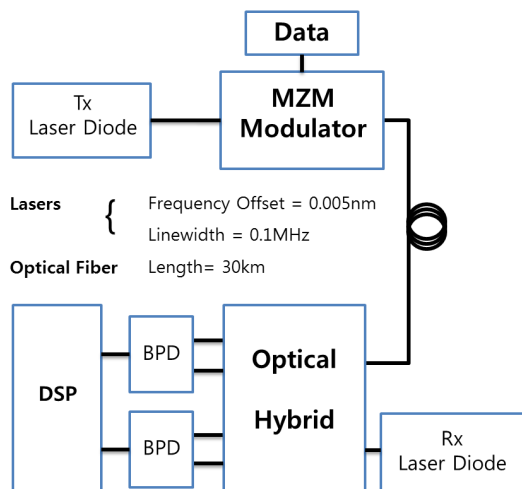 Data
Tx
Laser Diode
MZM
Modulator
Lasers { Frequency Offset = 0.005nm
Linewidth = 0.1MHz
Optical Fiber Length= 30km
DSP
BPD
BPD
Optical
Hybrid
Rx
Laser Diode